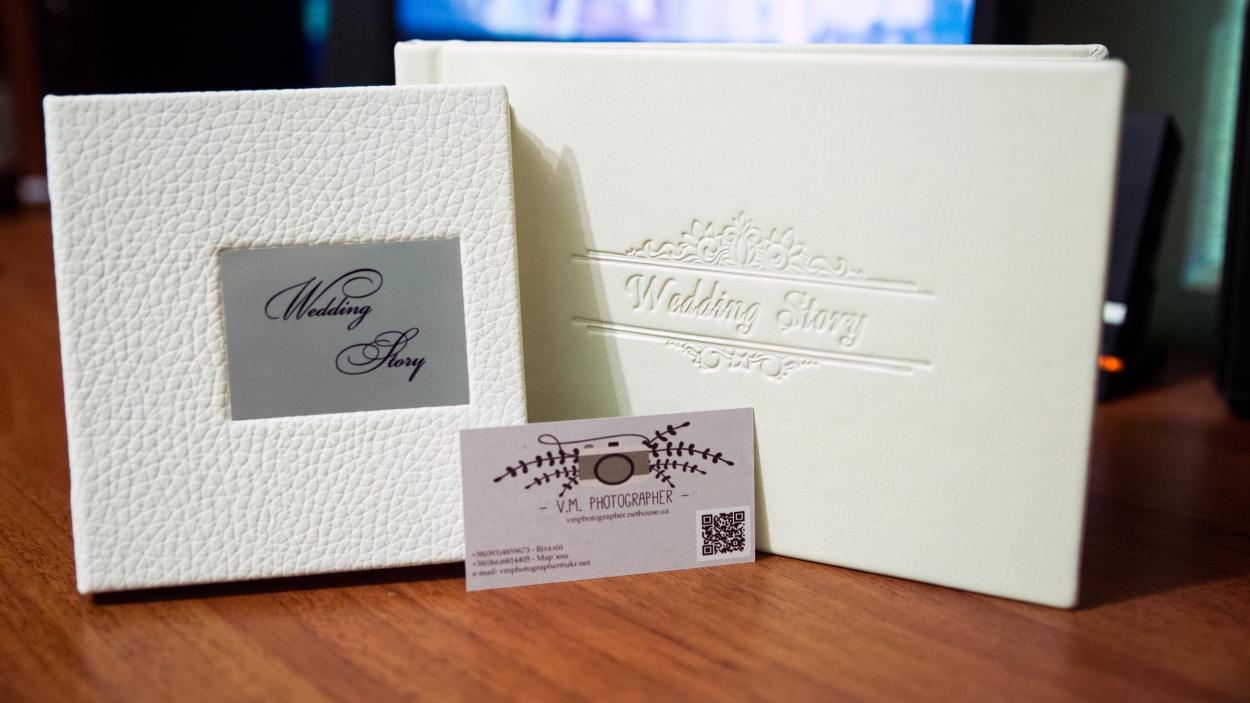 Wedding
Story
Wedding Story
- V.M. PHOTOGRAPHER -
vmphotographer.nethouse.ua
+38(093)4859673 - Віталій
+38(066)6814405 - Мар'яна
e-mail: vmphotographer@ukr.net